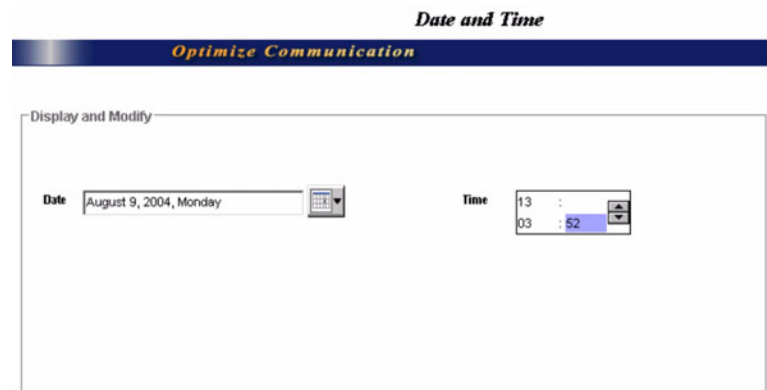 Date and Time
Optimize Communication
Display and Modify
Date August 9, 2004, Monday Time 13 :
03 : 52